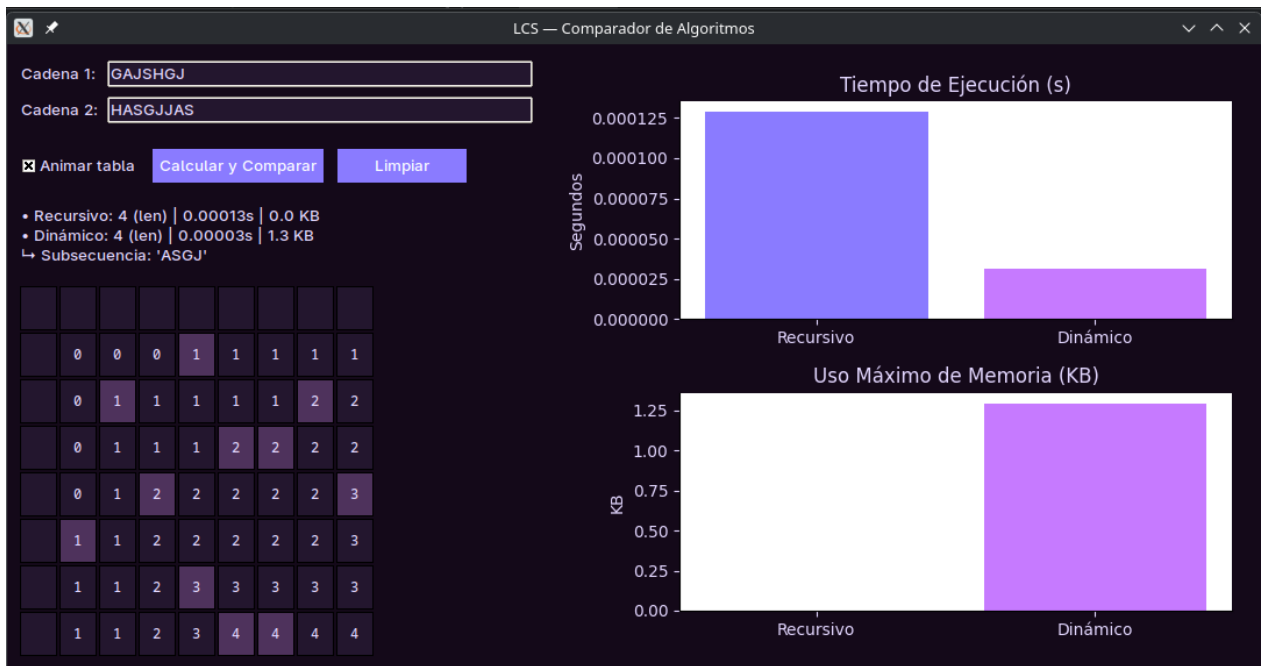 LCS — Comparador de Algoritmos
Cadena 1: GAJSHGJ
Cadena 2: HASGJJAS
Animar tabla Calcular y Comparar Limpiar
• Recursivo: 4 (len) | 0.00013s | 0.0 KB
• Dinámico: 4 (len) | 0.00003s | 1.3 KB
↳ Subsecuencia: 'ASGJ'
0 0 0 1 1 1 1 1
0 1 1 1 1 1 2 2
0 1 1 1 2 2 2 2
0 1 2 2 2 2 2 3
1 1 2 2 2 2 2 3
1 1 2 3 3 3 3 3
1 1 2 3 4 4 4 4
Tiempo de Ejecución (s)
Segundos
0.000125
0.000100
0.000075
0.000050
0.000025
0.000000
Recursivo Dinámico
Uso Máximo de Memoria (KB)
KB
1.25
1.00
0.75
0.50
0.25
0.00
Recursivo Dinámico